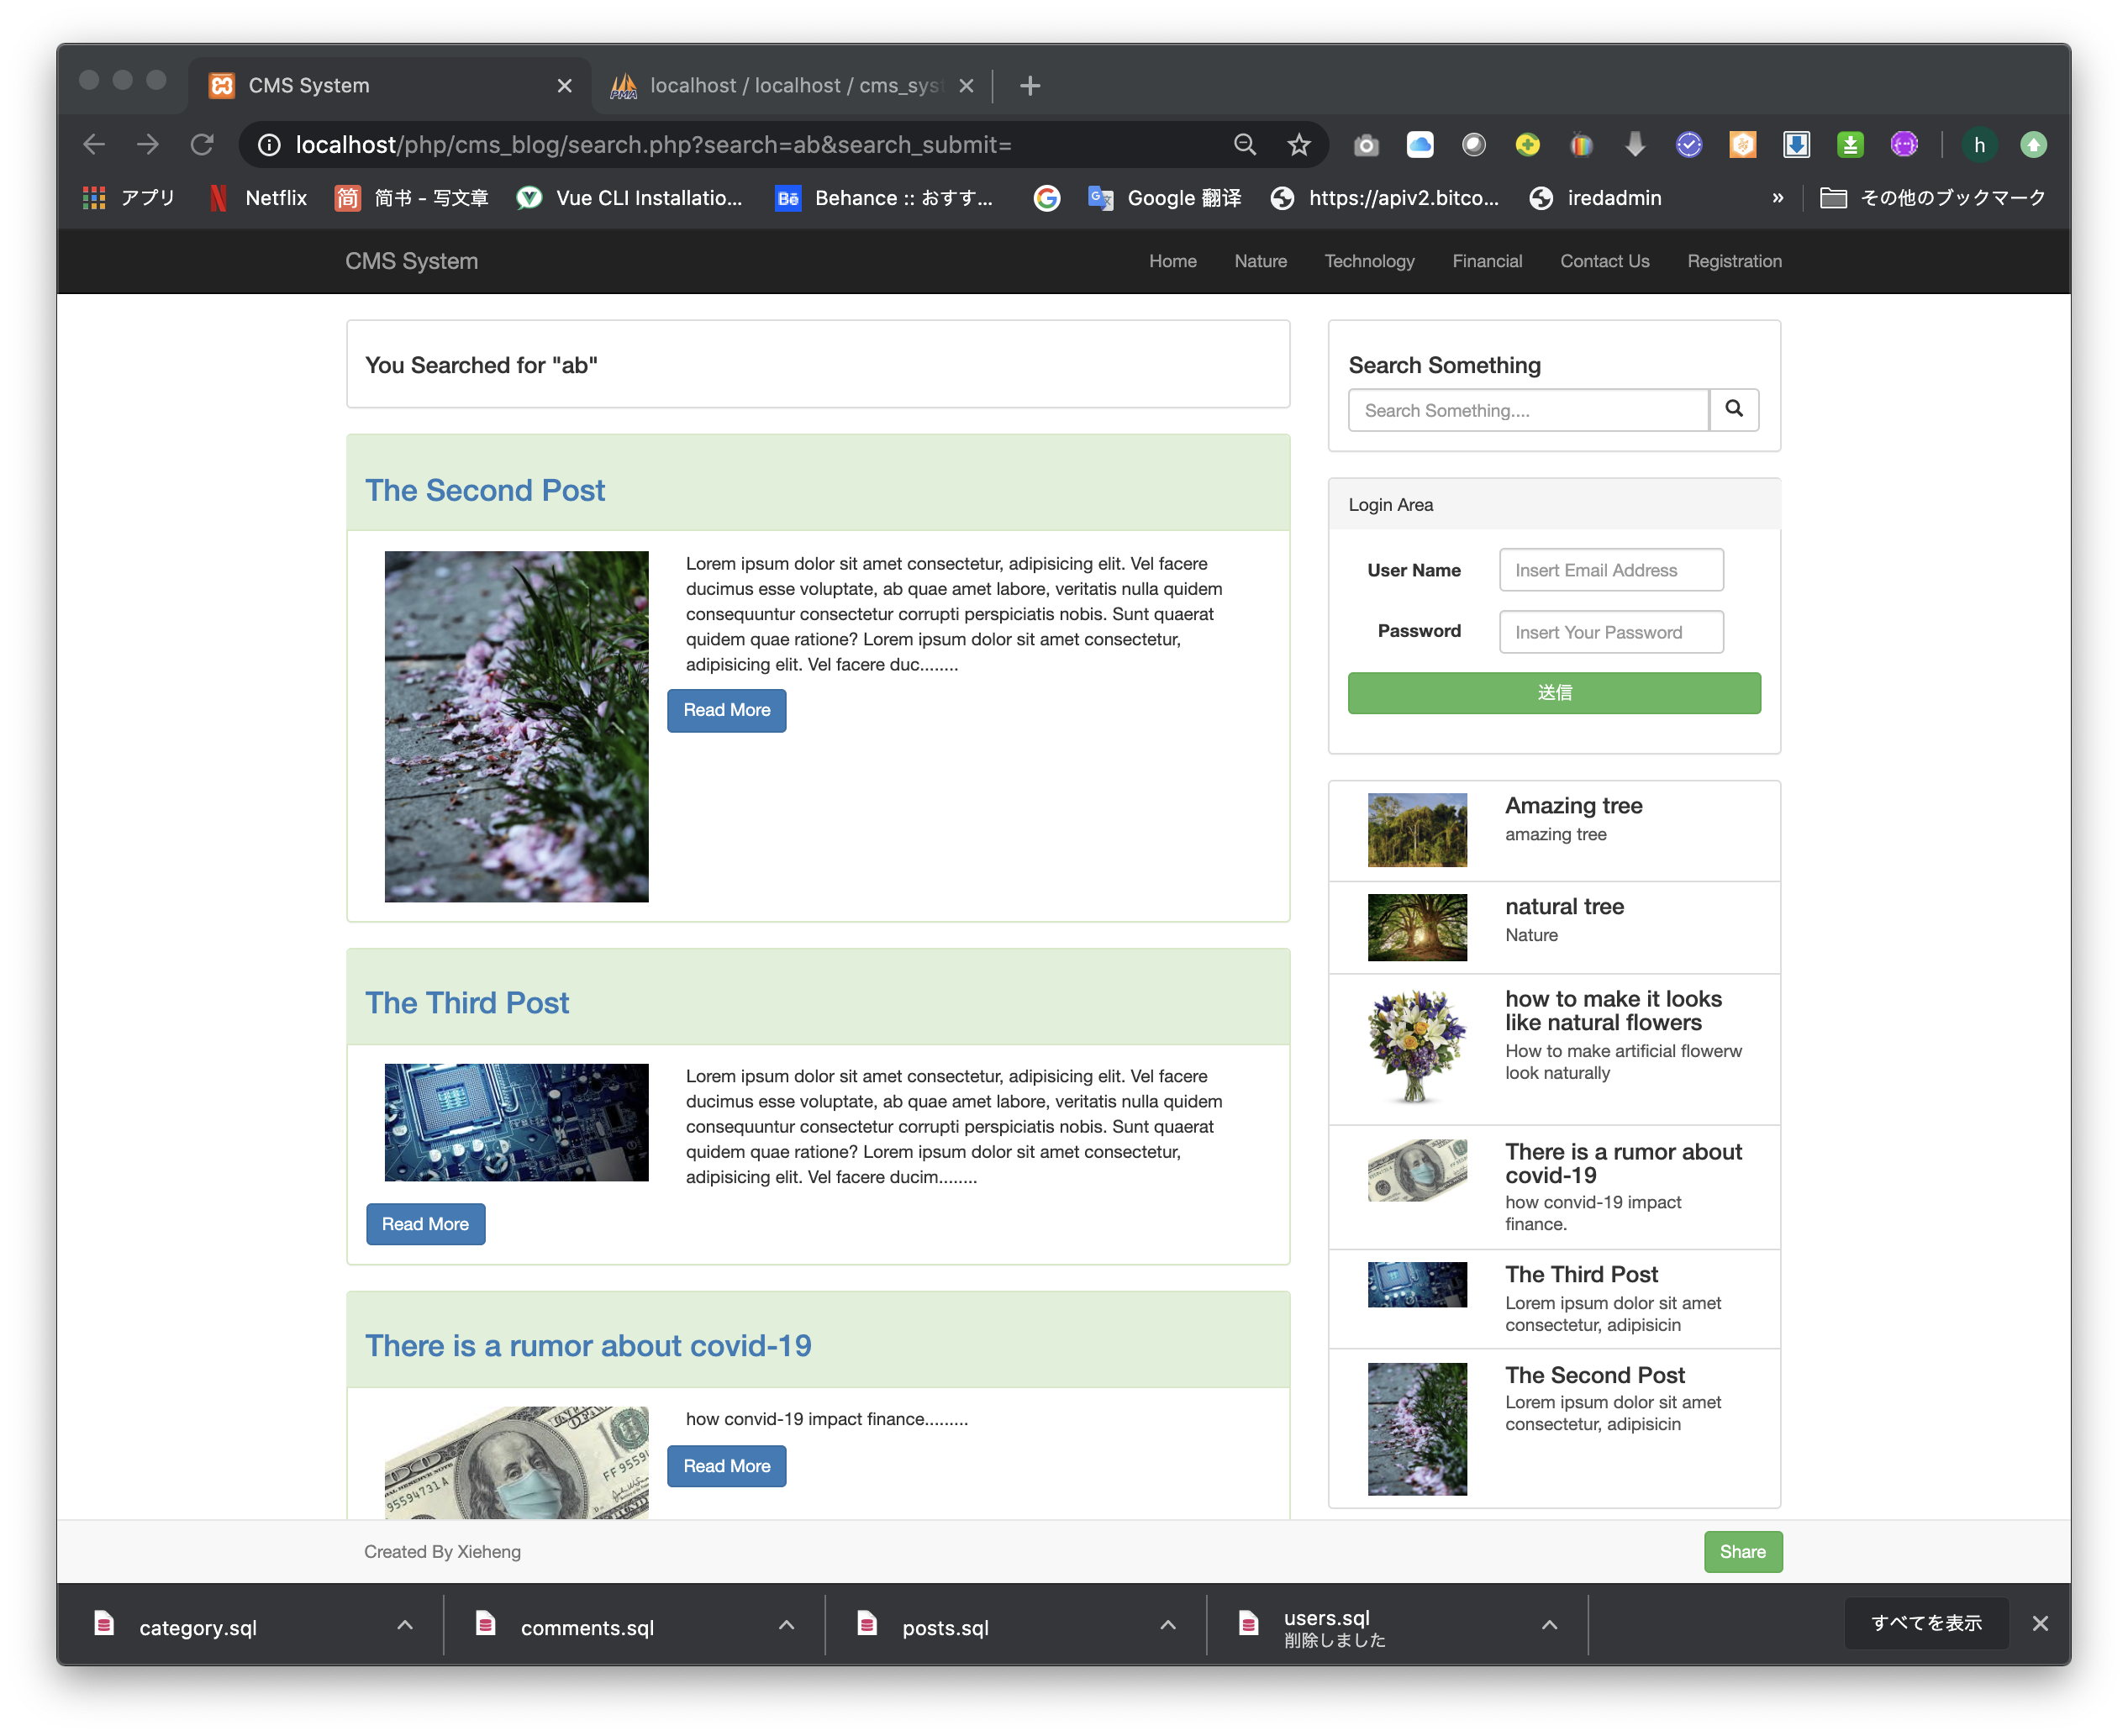 CMS System
localhost / localhost / cms_syst
localhost/php/cms_blog/search.php?search=ab&search_submit=
h
アプリ
Netflix
简 简书 - 写文章
Vue CLI Installatio...
Bē Behance :: おすす...
Google 翻译
https://apiv2.bitco...
iredadmin
»
その他のブックマーク
CMS System
Home
Nature
Technology
Financial
Contact Us
Registration
You Searched for "ab"
The Second Post
Lorem ipsum dolor sit amet consectetur, adipisicing elit. Vel facere
ducimus esse voluptate, ab quae amet labore, veritatis nulla quidem
consequuntur consectetur corrupti perspiciatis nobis. Sunt quaerat
quidem quae ratione? Lorem ipsum dolor sit amet consectetur,
adipisicing elit. Vel facere duc........
Read More
The Third Post
Lorem ipsum dolor sit amet consectetur, adipisicing elit. Vel facere
ducimus esse voluptate, ab quae amet labore, veritatis nulla quidem
consequuntur consectetur corrupti perspiciatis nobis. Sunt quaerat
quidem quae ratione? Lorem ipsum dolor sit amet consectetur,
adipisicing elit. Vel facere ducim........
Read More
There is a rumor about covid-19
how convid-19 impact finance.........
Read More
Search Something
Search Something....
Login Area
User Name
Insert Email Address
Password
Insert Your Password
送信
Amazing tree
amazing tree
natural tree
Nature
how to make it looks
like natural flowers
How to make artificial flowerw
look naturally
There is a rumor about
covid-19
how convid-19 impact
finance.
The Third Post
Lorem ipsum dolor sit amet
consectetur, adipisicin
The Second Post
Lorem ipsum dolor sit amet
consectetur, adipisicin
Created By Xieheng
Share
category.sql
comments.sql
posts.sql
users.sql
削除しました
すべてを表示